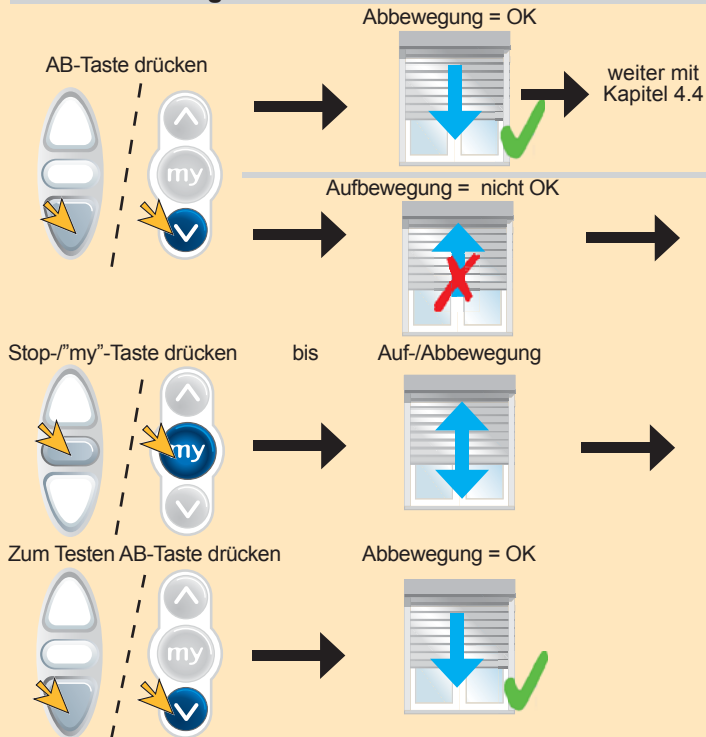 Abbewegung = OK
AB-Taste drücken
weiter mit
Kapitel 4.4
my
Aufbewegung = nicht OK
Stop-/”my”-Taste drücken bis Auf-/Abbewegung
my
Zum Testen AB-Taste drücken Abbewegung = OK
my